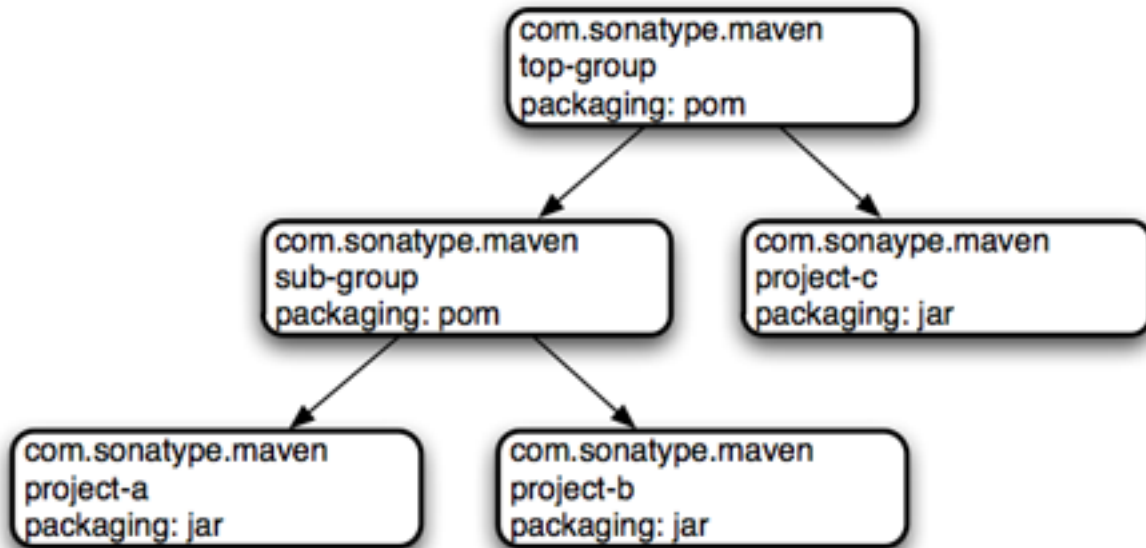 com.sonatype.maven
top-group
packaging: pom
com.sonatype.maven
sub-group
packaging: pom
com.sonaype.maven
project-c
packaging: jar
com.sonatype.maven
project-a
packaging: jar
com.sonatype.maven
project-b
packaging: jar